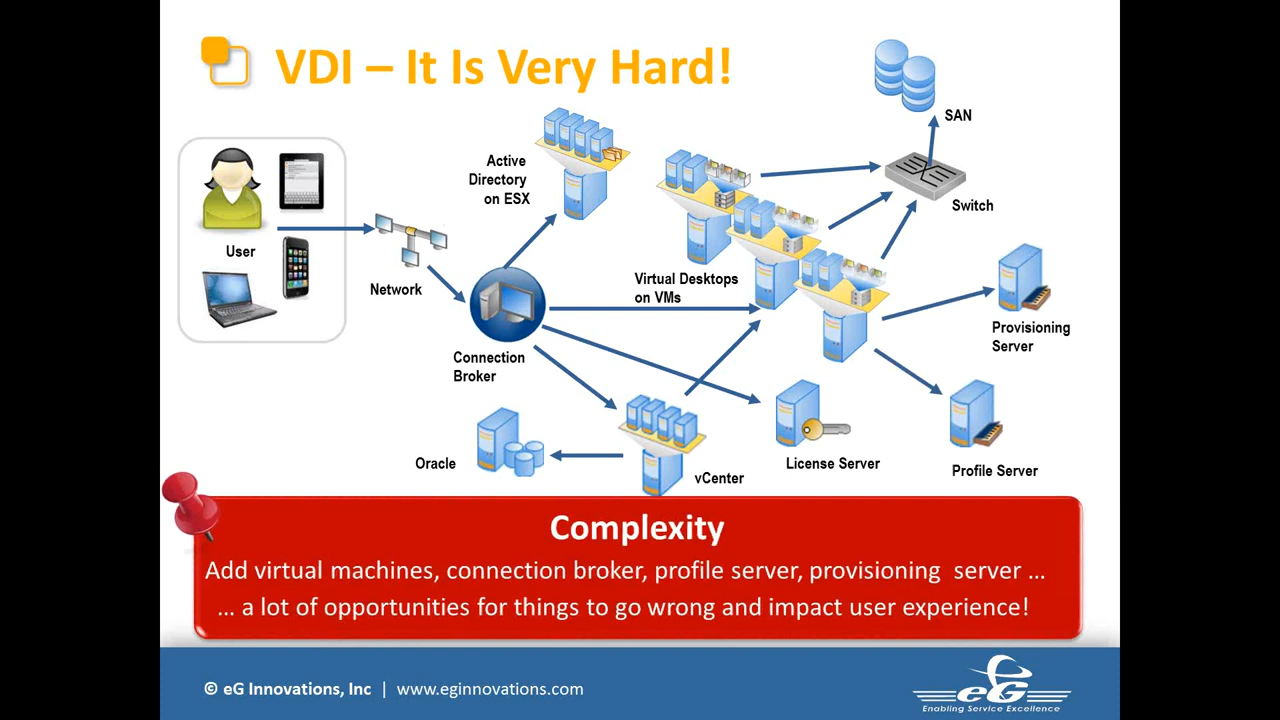 VDI – It Is Very Hard!
SAN
Active
Directory
on ESX
Switch
User
Network
Virtual Desktops
on VMs
Provisioning
Server
Connection
Broker
Oracle
vCenter
License Server
Profile Server
Complexity
Add virtual machines, connection broker, profile server, provisioning server ...
... a lot of opportunities for things to go wrong and impact user experience!
© eG Innovations, Inc | www.eginnovations.com
eG
Enabling Service Excellence